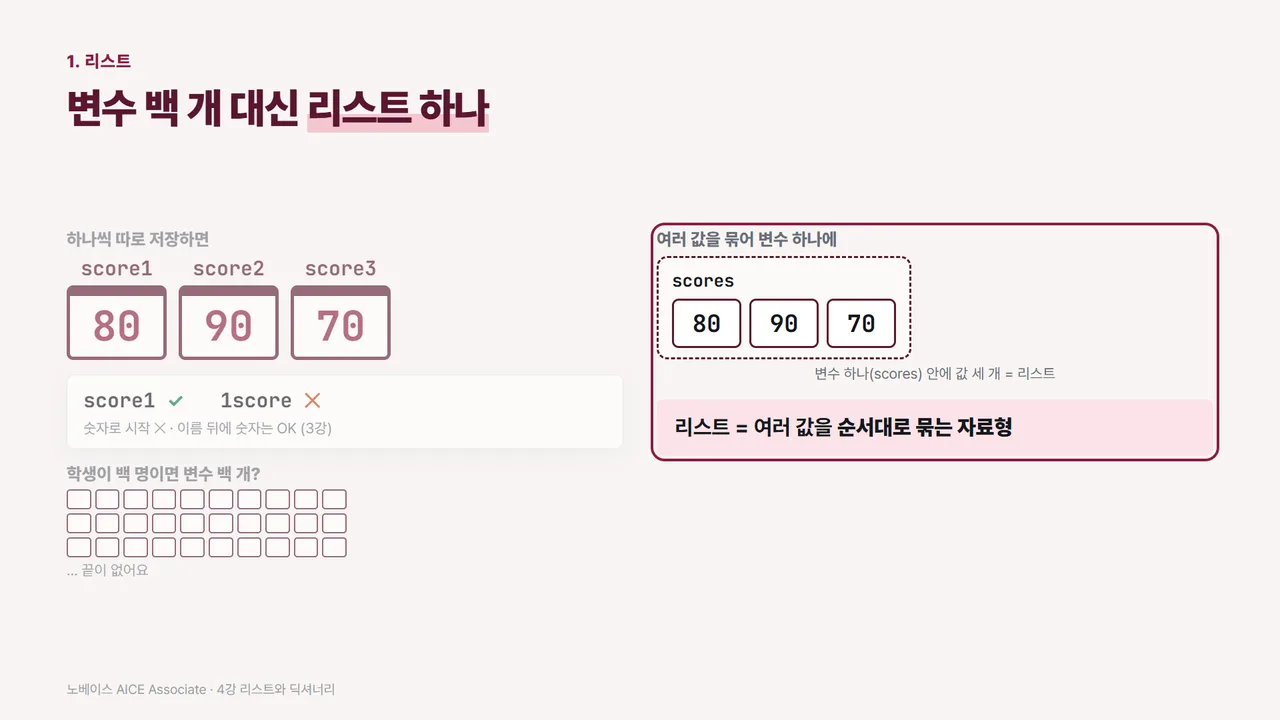 1. 리스트
변수 백 개 대신 리스트 하나
하나씩 따로 저장하면
score1 score2 score3
80 90 70
score1 ✓ 1score ✕
숫자로 시작 ✕ · 이름 뒤에 숫자는 OK (3강)
학생이 백 명이면 변수 백 개?
... 끝이 없어요
여러 값을 묶어 변수 하나에
scores
80 90 70
변수 하나(scores) 안에 값 세 개 = 리스트
리스트 = 여러 값을 순서대로 묶는 자료형
노베이스 AICE Associate · 4강 리스트와 딕셔너리